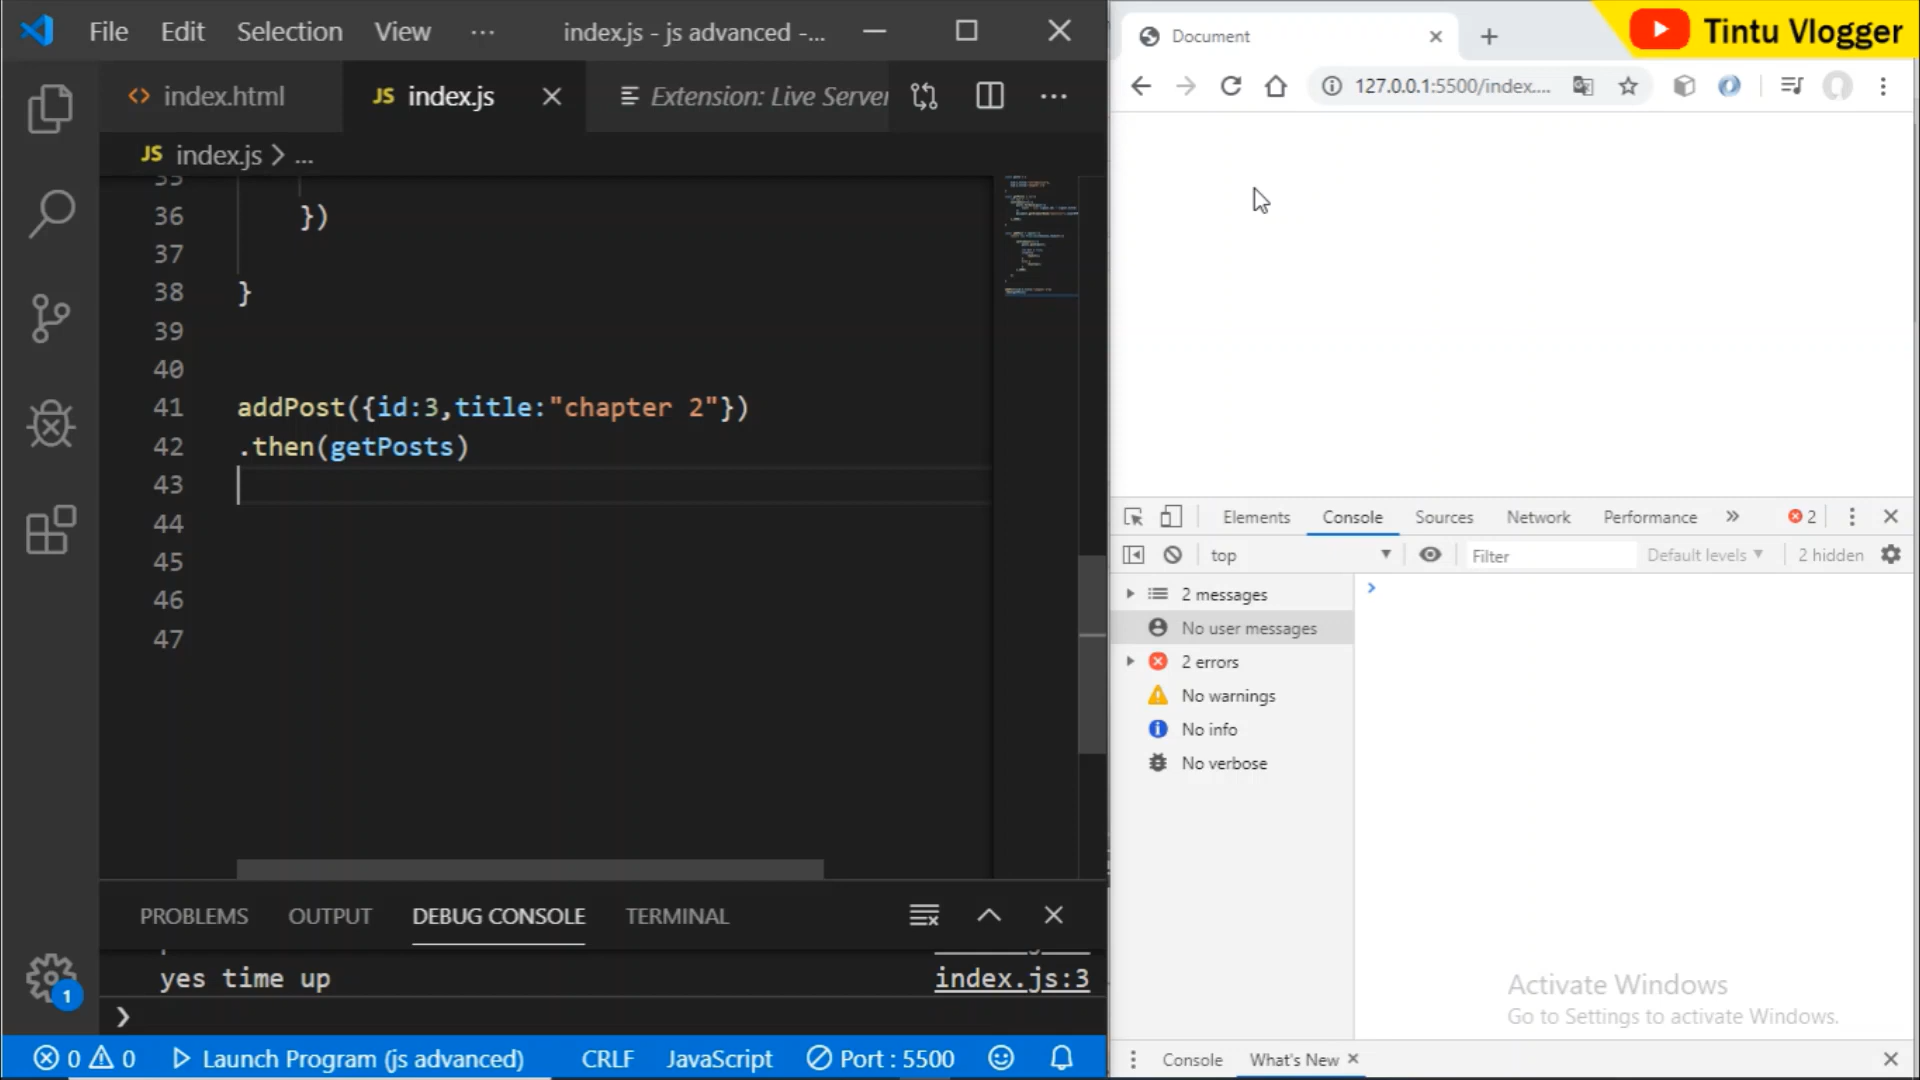 File Edit Selection View ··· index.js - js advanced -...
index.html JS index.js Extension: Live Server
JS index.js > ...
35
36 })
37
38 }
39
40
41 addPost({id:3,title:"chapter 2"})
42 .then(getPosts)
43
44
45
46
47
PROBLEMS OUTPUT DEBUG CONSOLE TERMINAL
yes time up index.js:3
1
0 0 Launch Program (js advanced) CRLF JavaScript Port : 5500
Document
Tintu Vlogger
127.0.0.1:5500/index....
Elements Console Sources Network Performance » 2
top Filter Default levels 2 hidden
2 messages
No user messages
2 errors
No warnings
No info
No verbose
Activate Windows
Go to Settings to activate Windows.
Console What's New